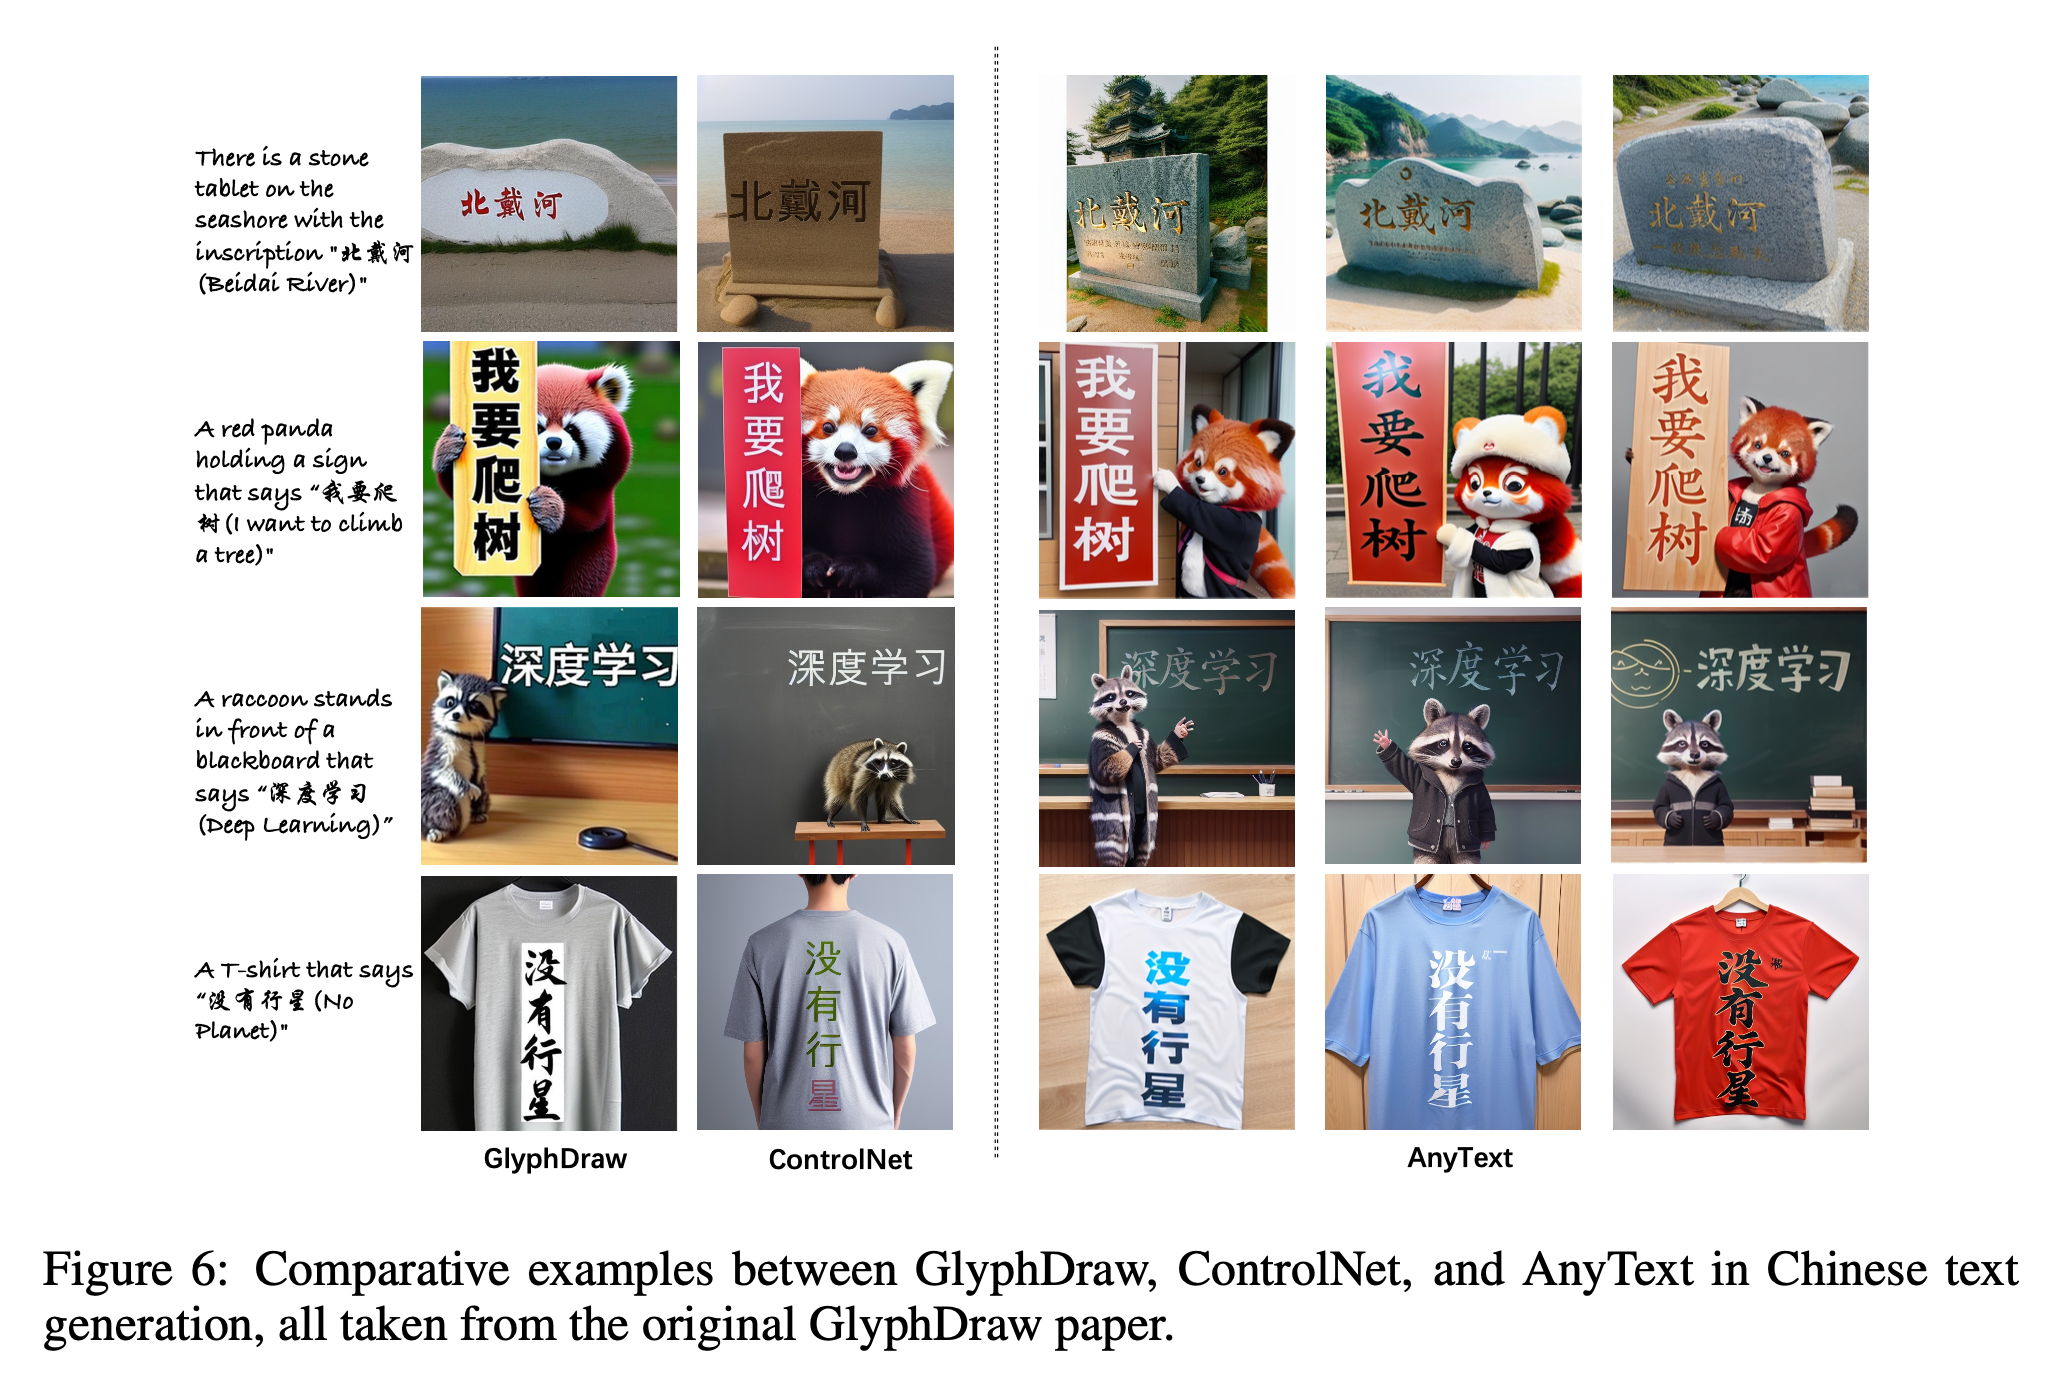 There is a stone
tablet on the
seashore with the
inscription "北戴河
(Beidai River)"
北戴河
北戴河
北戴河
北戴河
北戴河
A red panda
holding a sign
that says “我要爬
树(I want to climb
a tree)"
我要爬树
我要爬树
我要爬树
我要爬树
我要爬树
A raccoon stands
in front of a
blackboard that
says “深度学习
(Deep Learning)”
深度学习
深度学习
深度学习
深度学习
深度学习
A T-shirt that says
“没有行星(No
Planet)"
没有行星
没有行星
没有行星
没有行星
没有行星
GlyphDraw
ControlNet
AnyText
Figure 6: Comparative examples between GlyphDraw, ControlNet, and AnyText in Chinese text
generation, all taken from the original GlyphDraw paper.